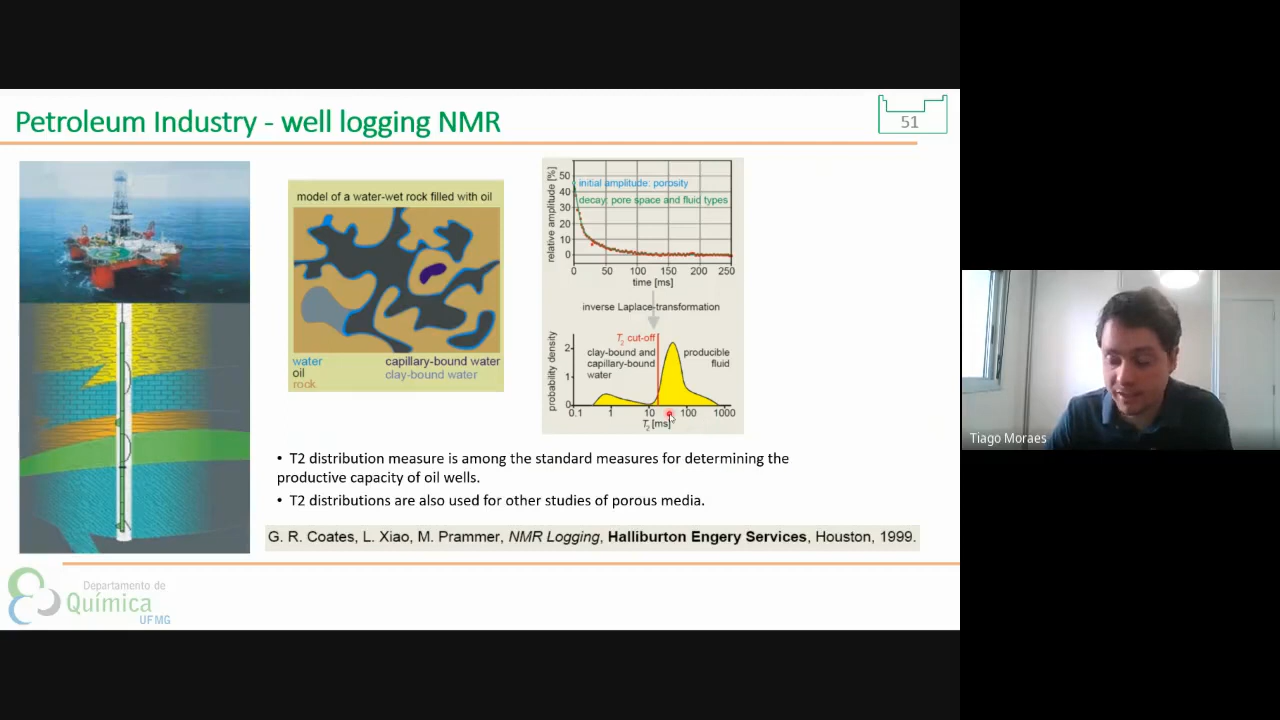 Petroleum Industry - well logging NMR
51
model of a water-wet rock filled with oil
water
oil
rock
capillary-bound water
clay-bound water
relative amplitude [%]
50
40
30
20
10
0
initial amplitude: porosity
decay: pore space and fluid types
0 50 100 150 200 250
time [ms]
inverse Laplace-transformation
probability density
2
1
0
T2 cut-off
clay-bound and
capillary-bound
water
producible
fluid
0.1 1 10 100 1000
T2 [ms]
• T2 distribution measure is among the standard measures for determining the
productive capacity of oil wells.
• T2 distributions are also used for other studies of porous media.
G. R. Coates, L. Xiao, M. Prammer, NMR Logging, Halliburton Engery Services, Houston, 1999.
Departamento de
Química
UFMG
Tiago Moraes